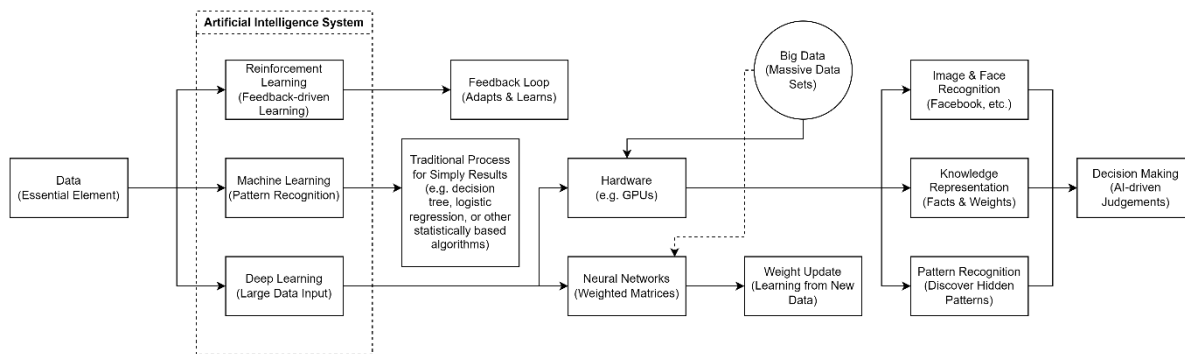 Artificial Intelligence System
Reinforcement
Learning
(Feedback-driven
Learning)
Feedback Loop
(Adapts & Learns)
Big Data
(Massive Data
Sets)
Image & Face
Recognition
(Facebook, etc.)
Data
(Essential Element)
Machine Learning
(Pattern Recognition)
Traditional Process
for Simply Results
(e.g. decision
tree, logistic
regression, or other
statistically based
algorithms)
Hardware
(e.g. GPUs)
Knowledge
Representation
(Facts & Weights)
Decision Making
(AI-driven
Judgements)
Deep Learning
(Large Data Input)
Neural Networks
(Weighted Matrices)
Weight Update
(Learning from New
Data)
Pattern Recognition
(Discover Hidden
Patterns)